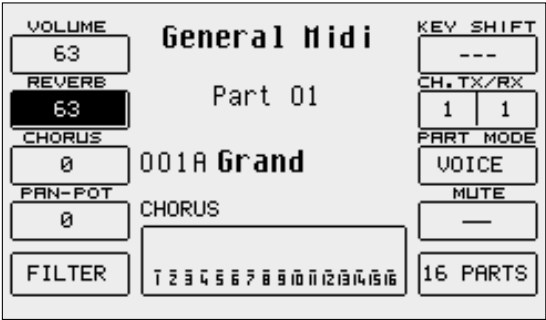 VOLUME
63
General Midi
KEY SHIFT
---
REVERB
63
Part 01
CH.TX/RX
1 1
CHORUS
0
001A Grand
PART MODE
VOICE
PAN-POT
0
CHORUS
MUTE
—
FILTER
1 2 3 4 5 6 7 8 9 10 11 12 13 14 15 16
16 PARTS